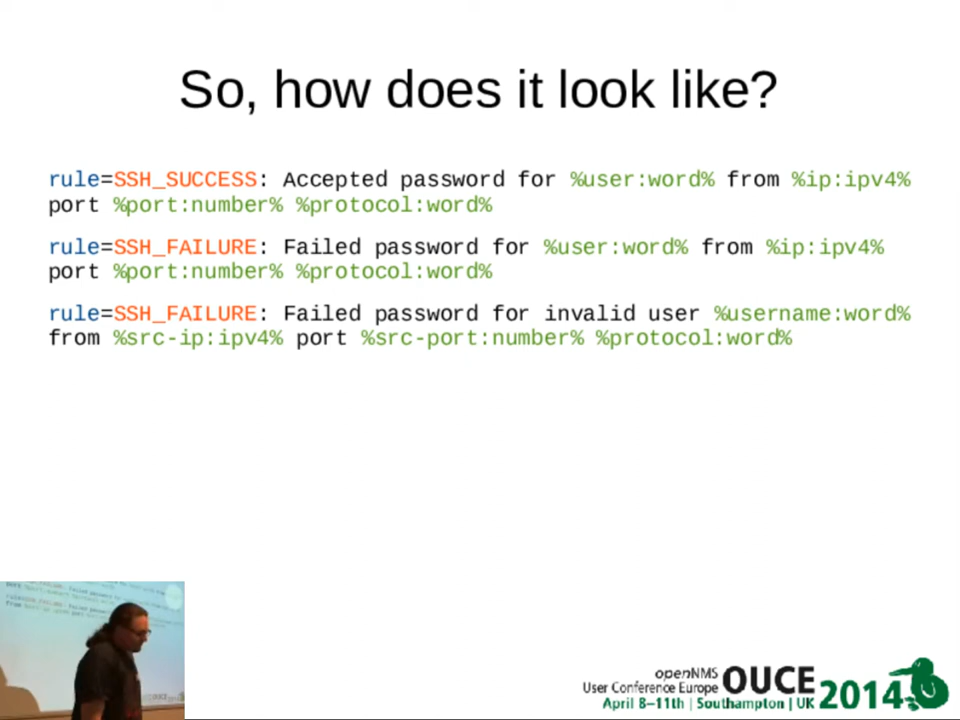 So, how does it look like?
rule=SSH_SUCCESS: Accepted password for %user:word% from %ip:ipv4%
port %port:number% %protocol:word%
rule=SSH_FAILURE: Failed password for %user:word% from %ip:ipv4%
port %port:number% %protocol:word%
rule=SSH_FAILURE: Failed password for invalid user %username:word%
from %src-ip:ipv4% port %src-port:number% %protocol:word%
openNMS
User Conference Europe OUCE 2014
April 8–11th | Southampton | UK